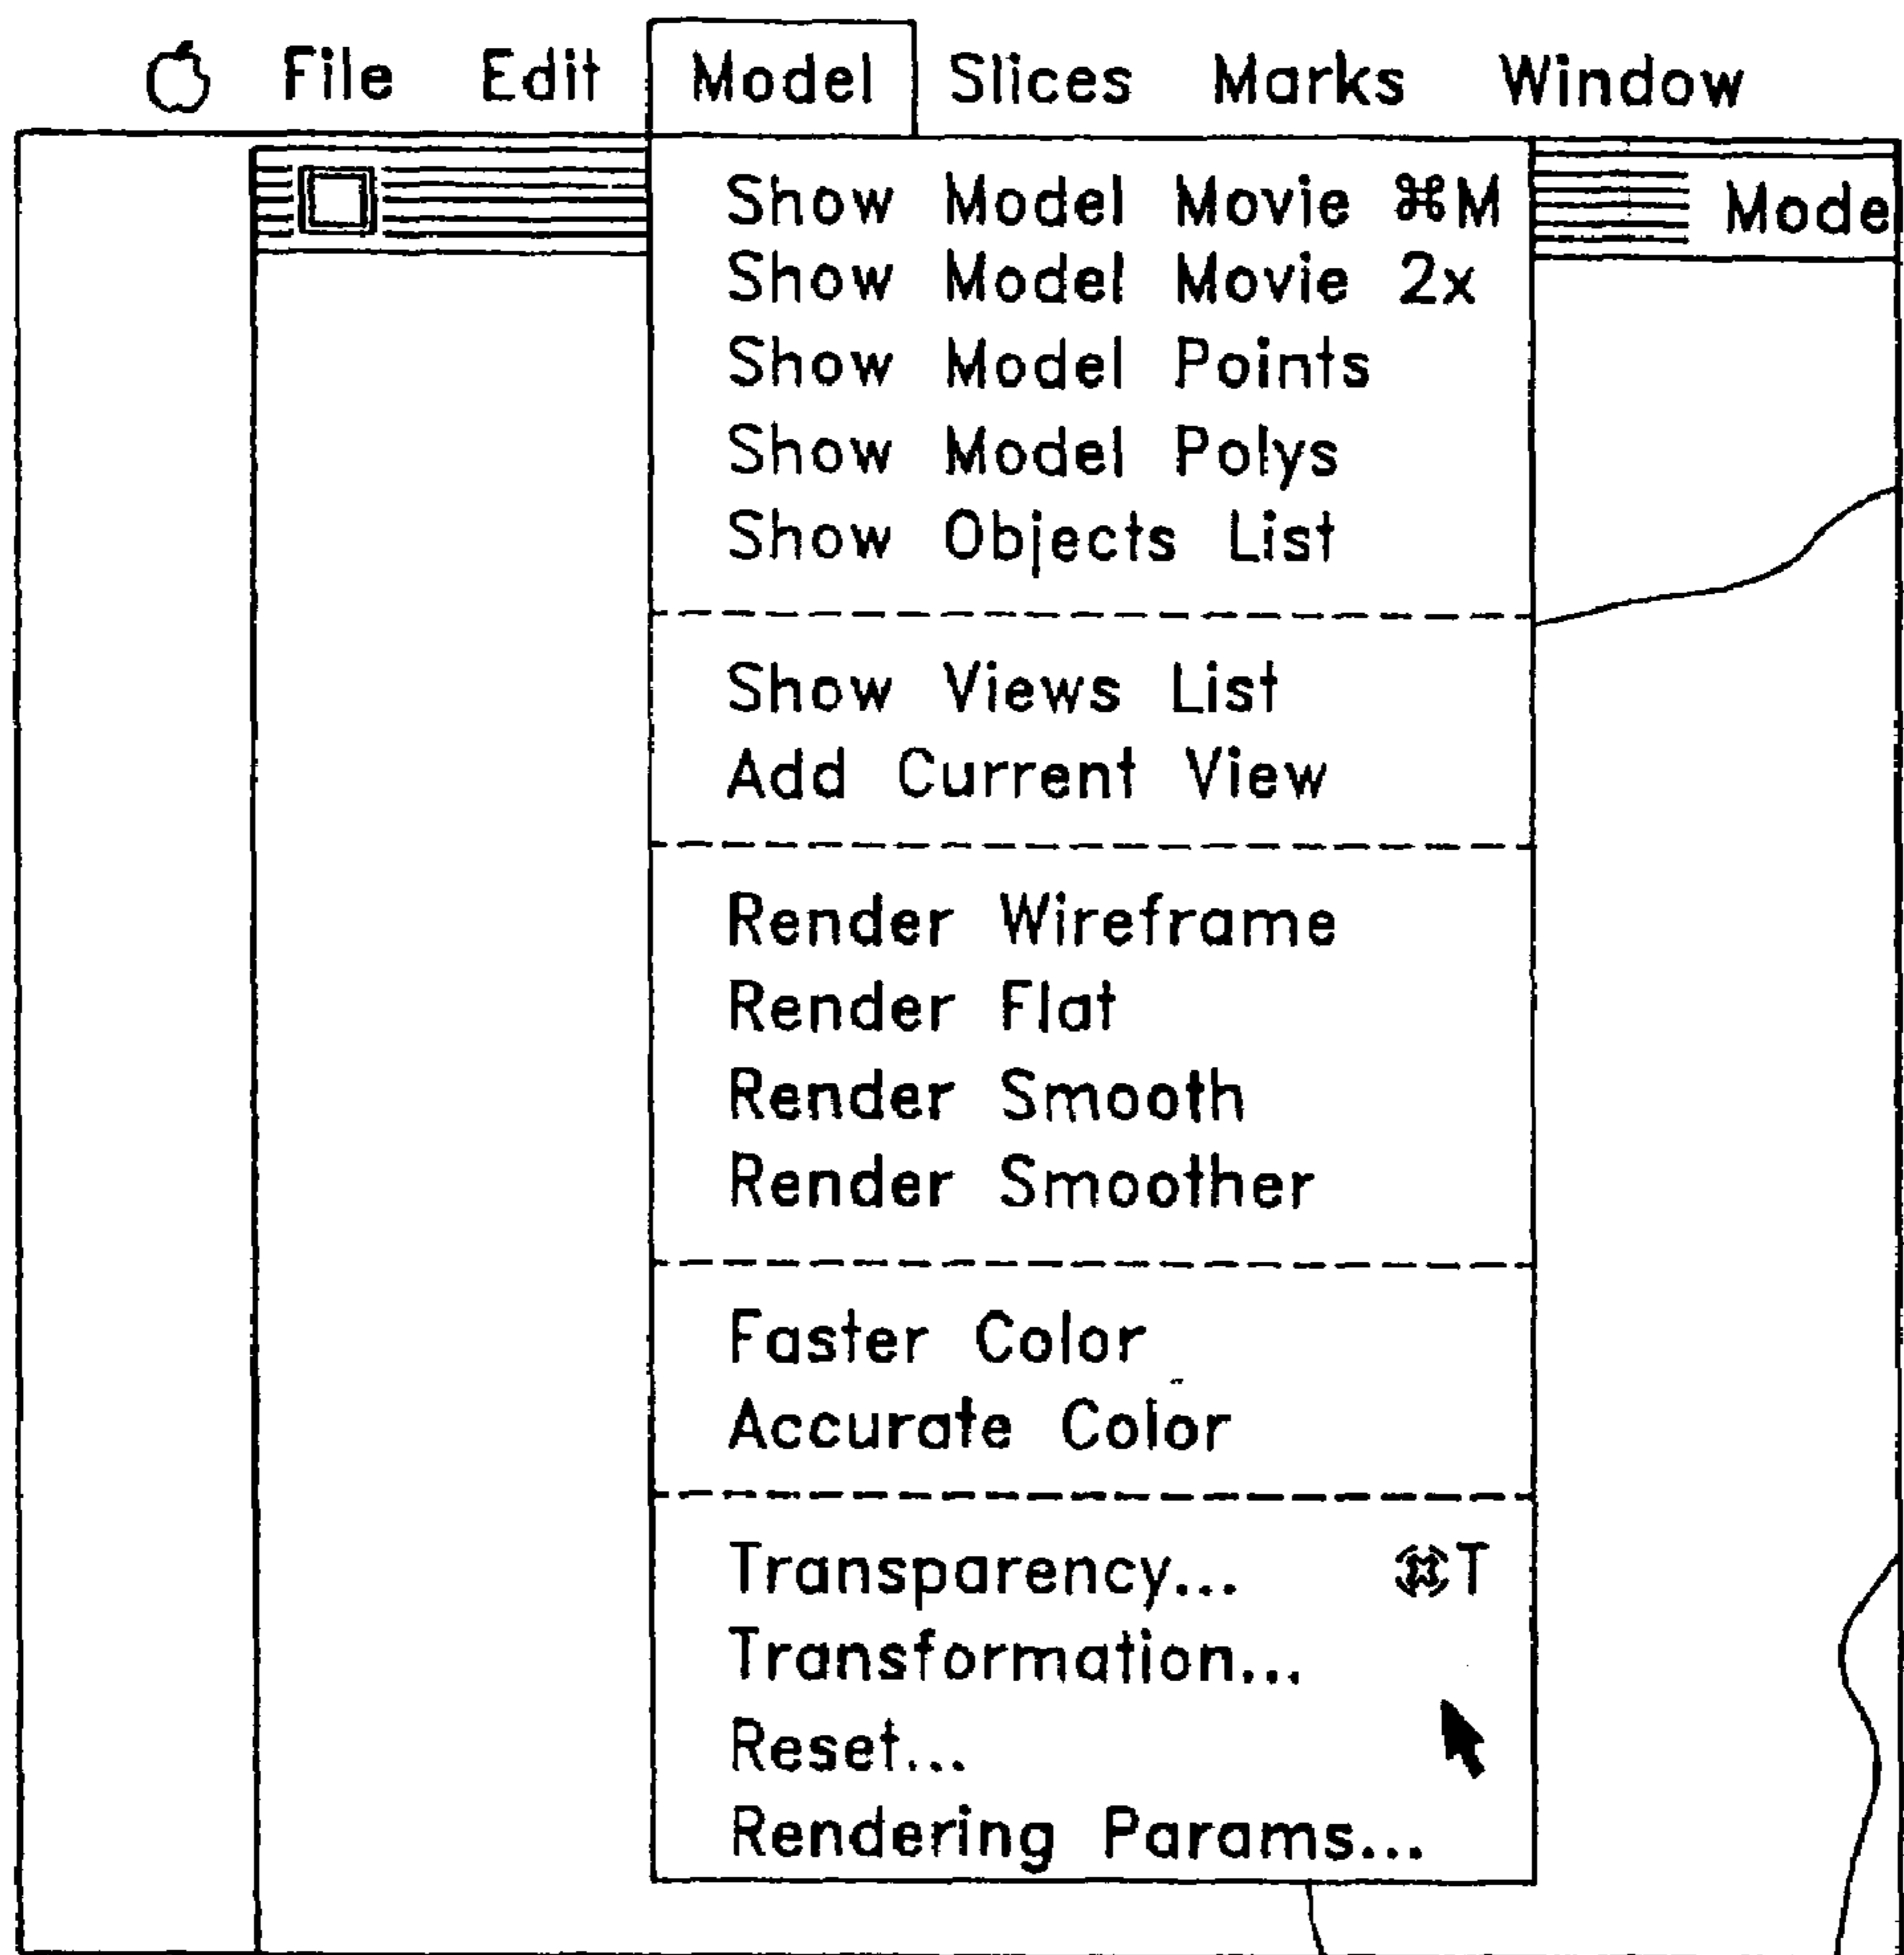 File Edit Model Slices Marks Window
Mode
Show Model Movie ⌘M
Show Model Movie 2x
Show Model Points
Show Model Polys
Show Objects List
Show Views List
Add Current View
Render Wireframe
Render Flat
Render Smooth
Render Smoother
Faster Color
Accurate Color
Transparency... ⌘T
Transformation...
Reset...
Rendering Params...